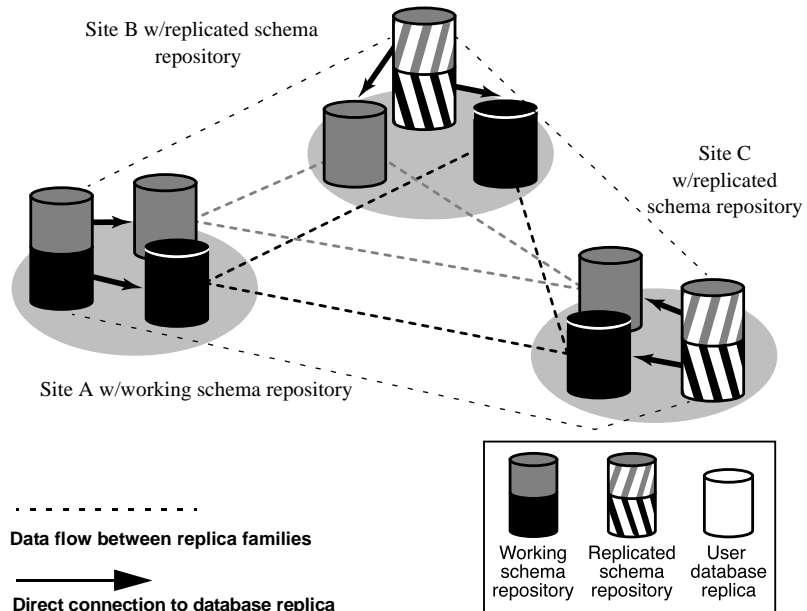 Site B w/replicated schema
repository
Site C
w/replicated
schema repository
Site A w/working schema repository
Data flow between replica families
Direct connection to database replica
Working
schema
repository
Replicated
schema
repository
User
database
replica